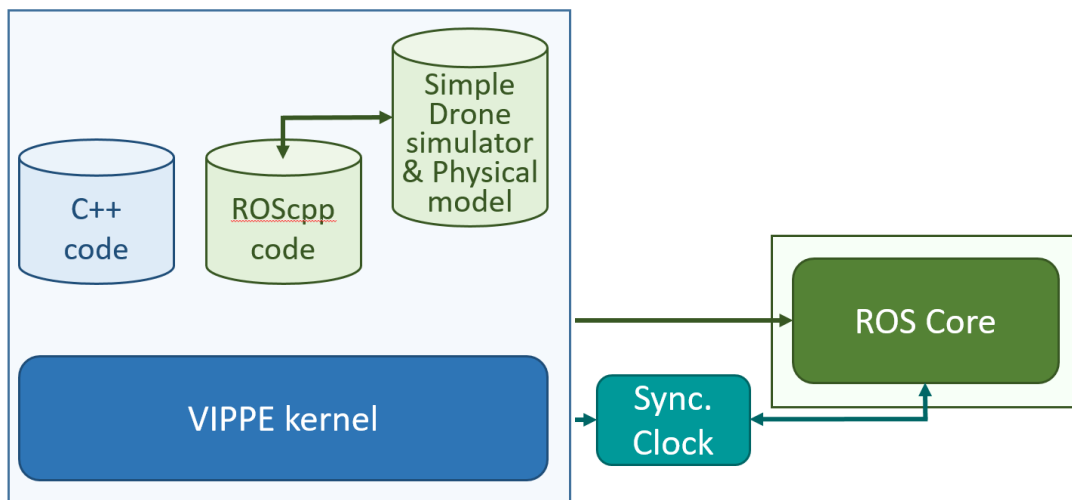 Simple
Drone
simulator
& Physical
model
C++
code
ROScpp
code
ROS Core
VIPPE kernel
Sync.
Clock